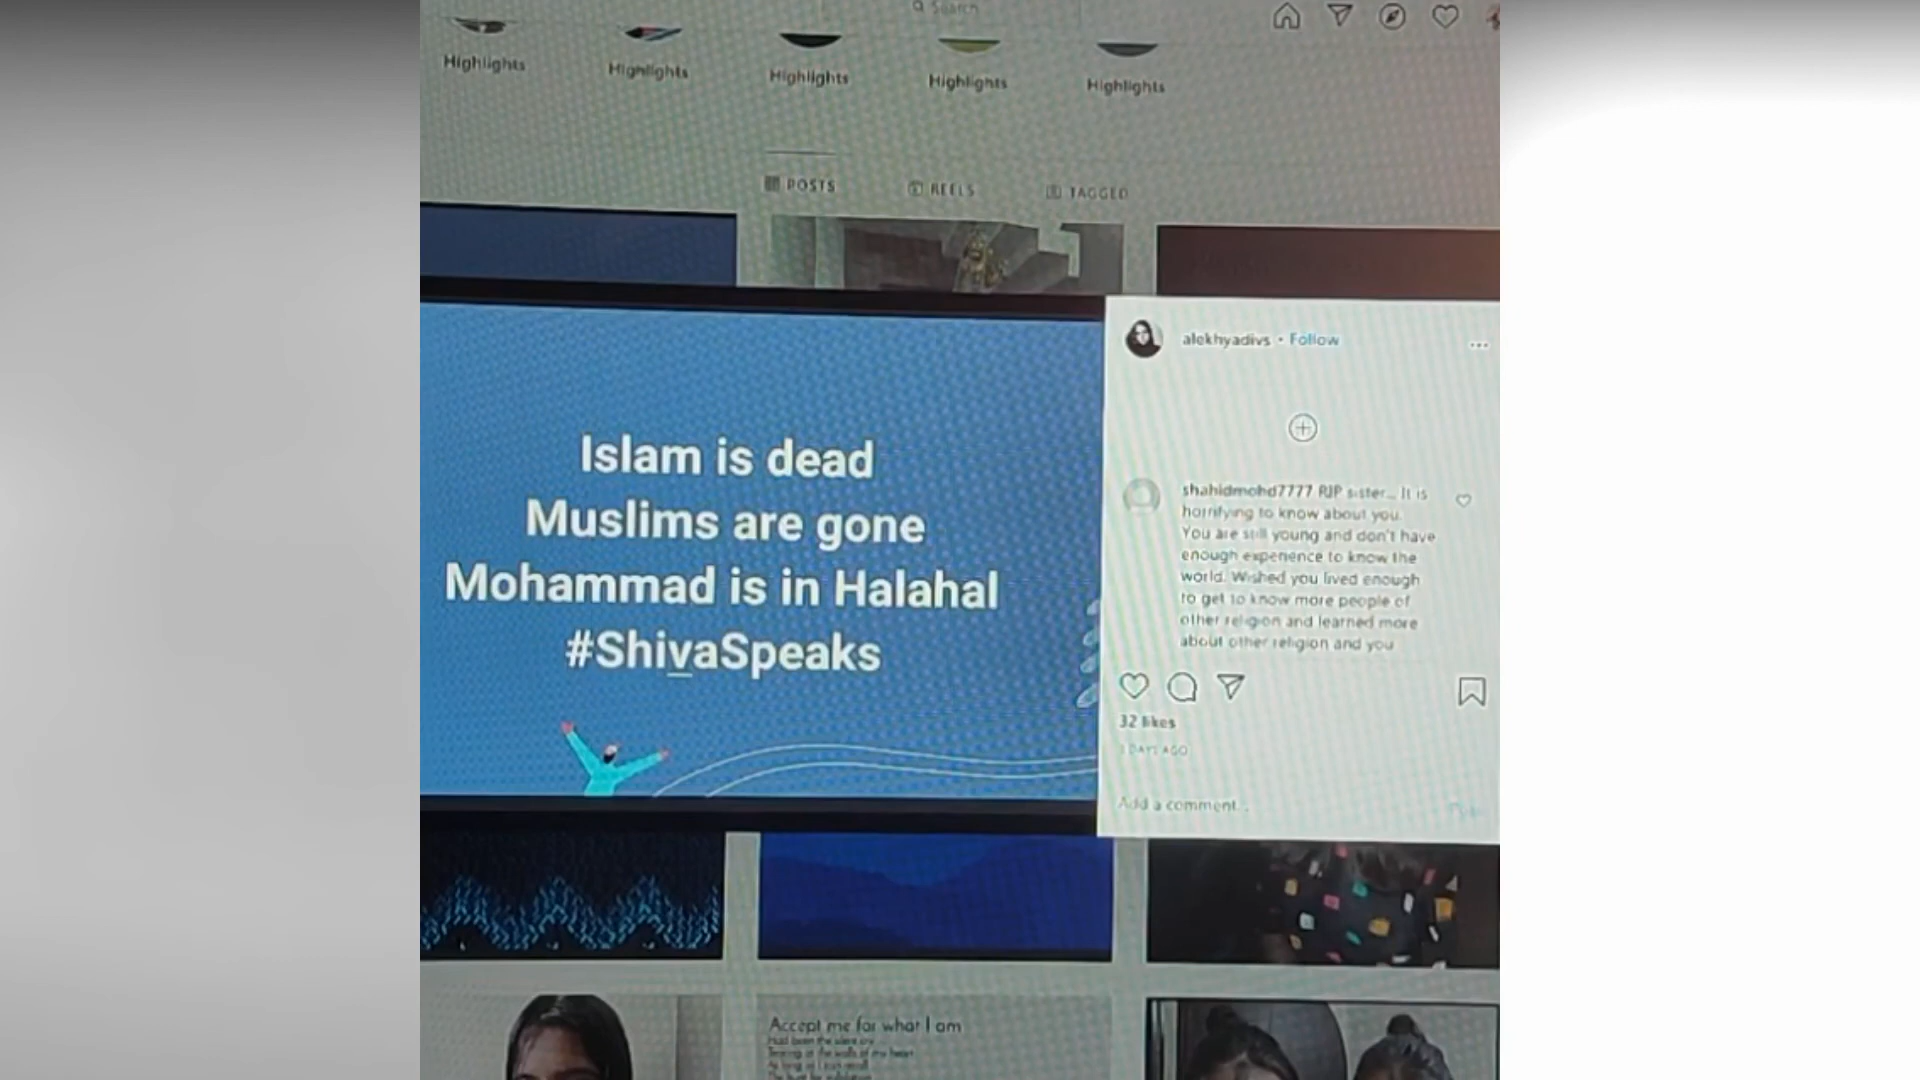 Search
Highlights
Highlights
Highlights
Highlights
Highlights
POSTS
REELS
TAGGED
Islam is dead
Muslims are gone
Mohammad is in Halahal
#ShivaSpeaks
alekhyadivs • Follow
shahidmohd7777 RIP sister... It is
horrifying to know about you.
You are still young and don't have
enough experience to know the
world. Wished you lived enough
to get to know more people of
other religion and learned more
about other religion and you
32 likes
DAYS AGO
Add a comment...
Accept me for what I am